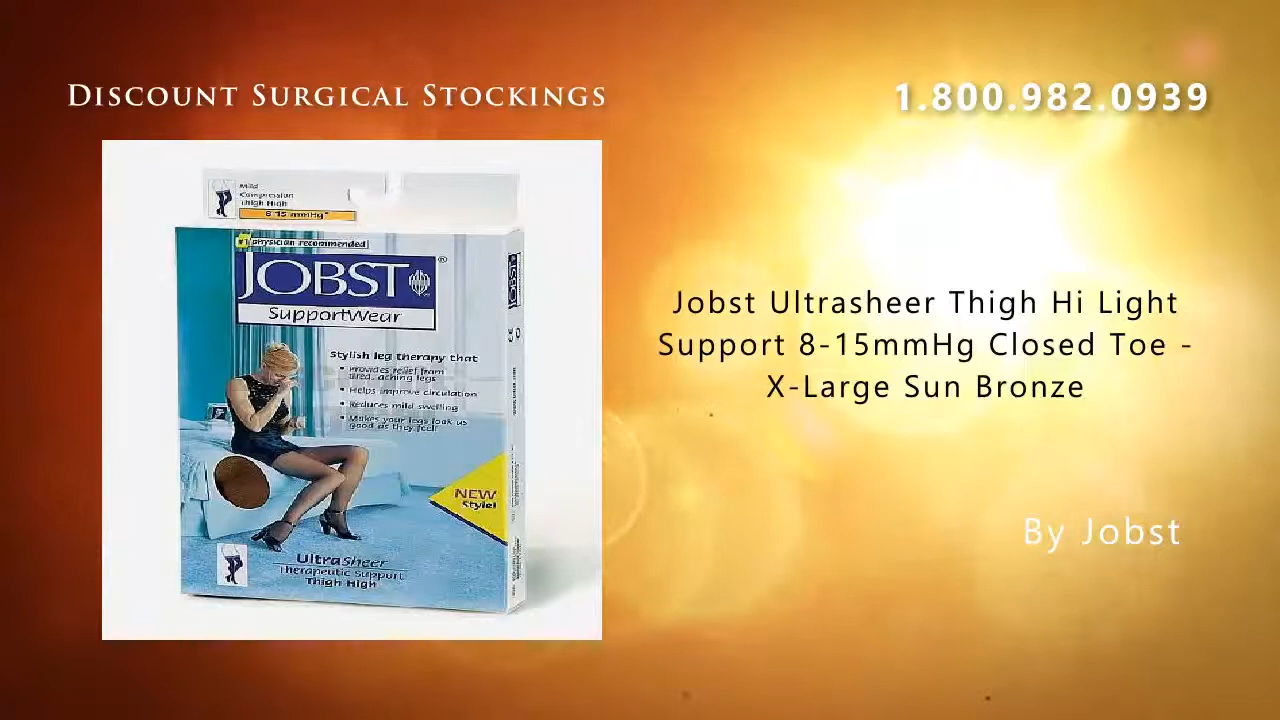 DISCOUNT SURGICAL STOCKINGS
1.800.982.0939
Mild
Compression
Thigh High
8-15 mmHg*
#1 physician recommended
JOBST ®
SupportWear
JOBST
Stylish leg therapy that
• Provides relief from
tired, aching legs
• Helps improve circulation
• Reduces mild swelling
• Makes your legs look as
good as they feel!
NEW
Style!
UltraSheer
Therapeutic Support
Thigh High
Jobst Ultrasheer Thigh Hi Light
Support 8-15mmHg Closed Toe -
X-Large Sun Bronze
By Jobst